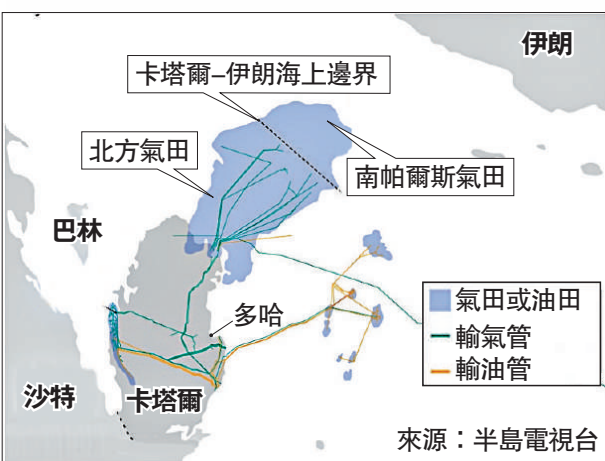 伊朗
卡塔爾–伊朗海上邊界
北方氣田
南帕爾斯氣田
巴林
多哈
氣田或油田
輸氣管
輸油管
沙特
卡塔爾
來源：半島電視台